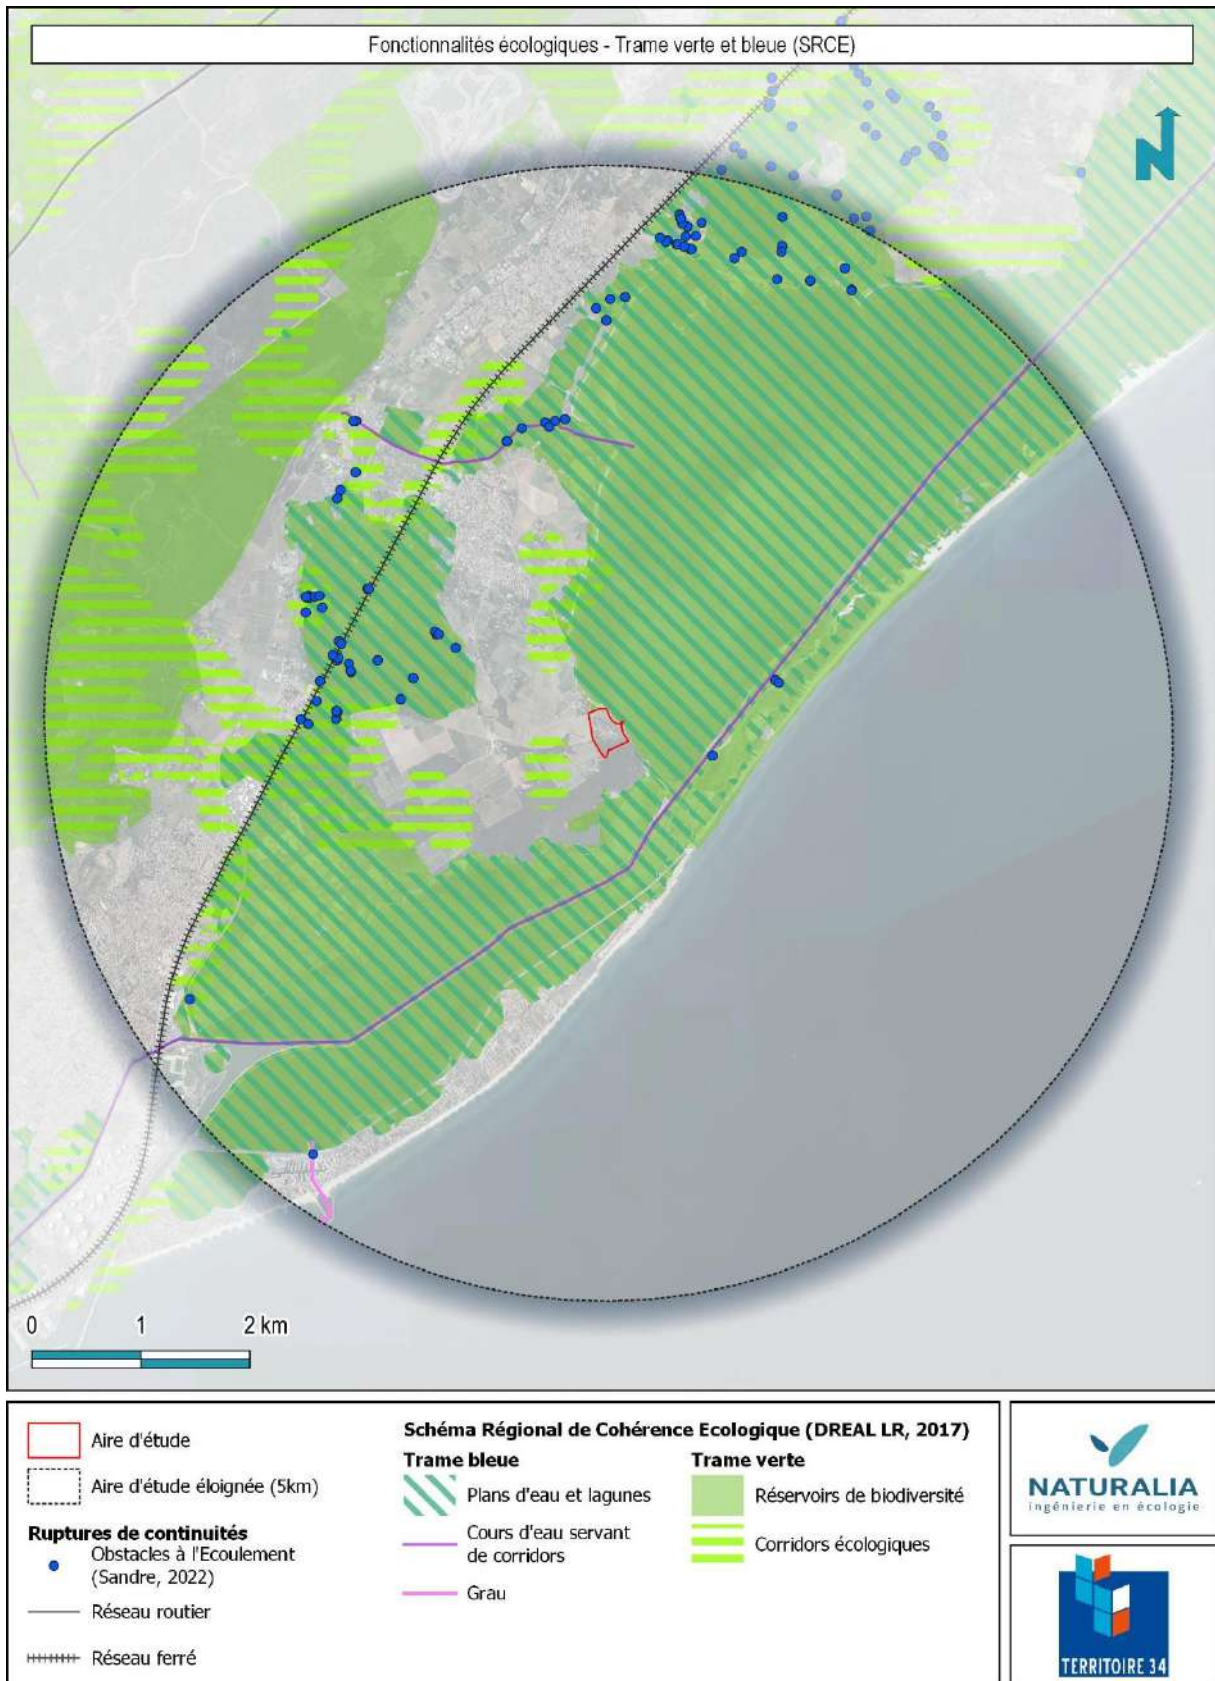 Fonctionnalités écologiques - Trame verte et bleue (SRCE)
N
0 1 2 km
Aire d'étude
Aire d'étude éloignée (5km)
Ruptures de continuités
Obstacles à l'Ecoulement
(Sandre, 2022)
Réseau routier
Réseau ferré
Schéma Régional de Cohérence Ecologique (DREAL LR, 2017)
Trame bleue
Plans d'eau et lagunes
Cours d'eau servant
de corridors
Grau
Trame verte
Réservoirs de biodiversité
Corridors écologiques
NATURALIA
ingénierie en écologie
TERRITOIRE 34